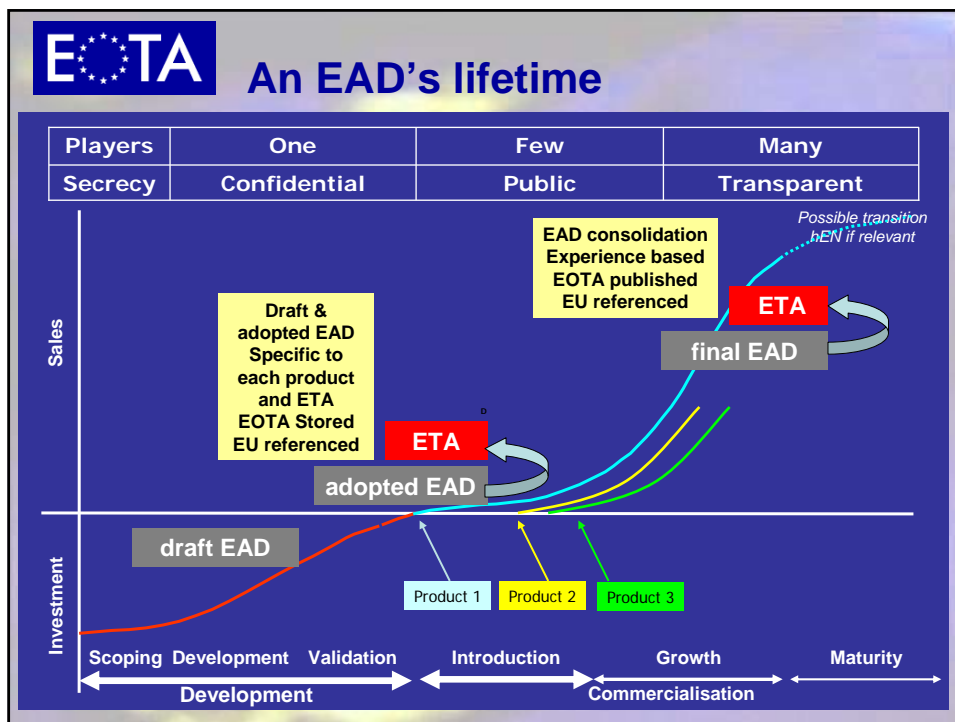 EOTA
An EAD's lifetime
Players One Few Many
Secrecy Confidential Public Transparent
Possible transition
hEN if relevant
EAD consolidation
Experience based
EOTA published
EU referenced
Draft &
adopted EAD
Specific to
each product
and ETA
EOTA Stored
EU referenced
ETA
final EAD
Sales
D
ETA
adopted EAD
draft EAD
Product 1
Product 2
Product 3
Investment
Scoping Development Validation Introduction Growth Maturity
Development Commercialisation